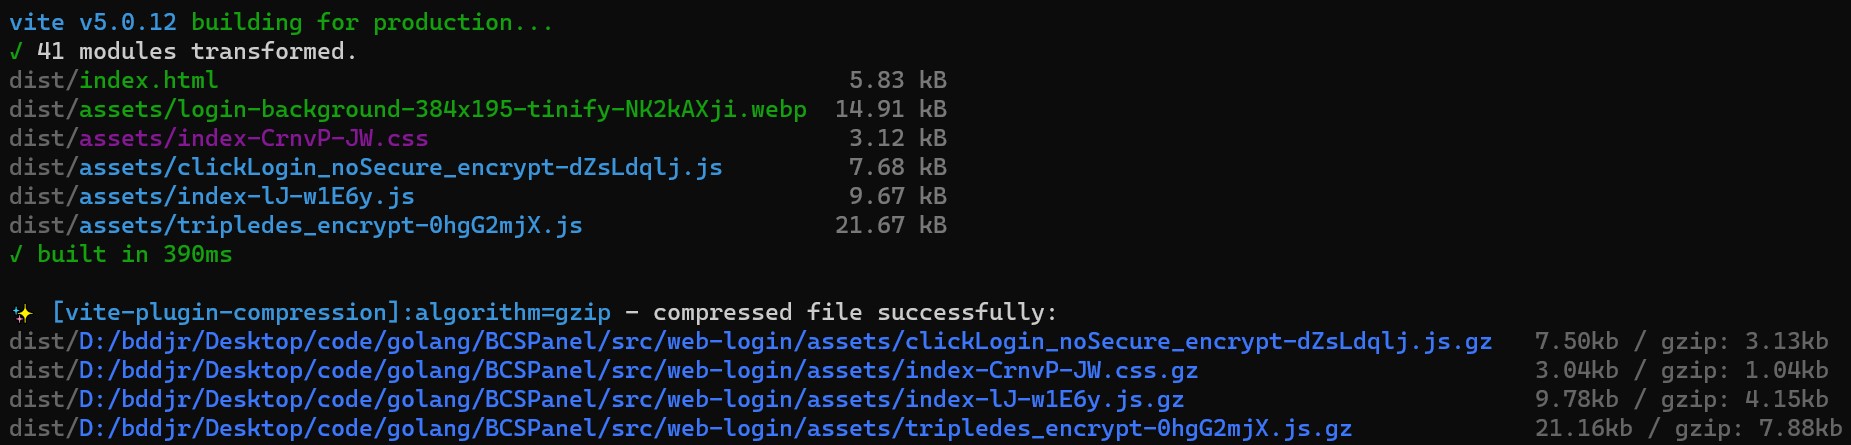 vite v5.0.12 building for production...
✓ 41 modules transformed.
dist/index.html 5.83 kB
dist/assets/login-background-384x195-tinify-NK2kAXji.webp 14.91 kB
dist/assets/index-CrnvP-JW.css 3.12 kB
dist/assets/clickLogin_noSecure_encrypt-dZsLdqlj.js 7.68 kB
dist/assets/index-lJ-w1E6y.js 9.67 kB
dist/assets/tripledes_encrypt-0hgG2mjX.js 21.67 kB
✓ built in 390ms
✨ [vite-plugin-compression]:algorithm=gzip - compressed file successfully:
dist/D:/bddjr/Desktop/code/golang/BCSPanel/src/web-login/assets/clickLogin_noSecure_encrypt-dZsLdqlj.js.gz 7.50kb / gzip: 3.13kb
dist/D:/bddjr/Desktop/code/golang/BCSPanel/src/web-login/assets/index-CrnvP-JW.css.gz 3.04kb / gzip: 1.04kb
dist/D:/bddjr/Desktop/code/golang/BCSPanel/src/web-login/assets/index-lJ-w1E6y.js.gz 9.78kb / gzip: 4.15kb
dist/D:/bddjr/Desktop/code/golang/BCSPanel/src/web-login/assets/tripledes_encrypt-0hgG2mjX.js.gz 21.16kb / gzip: 7.88kb